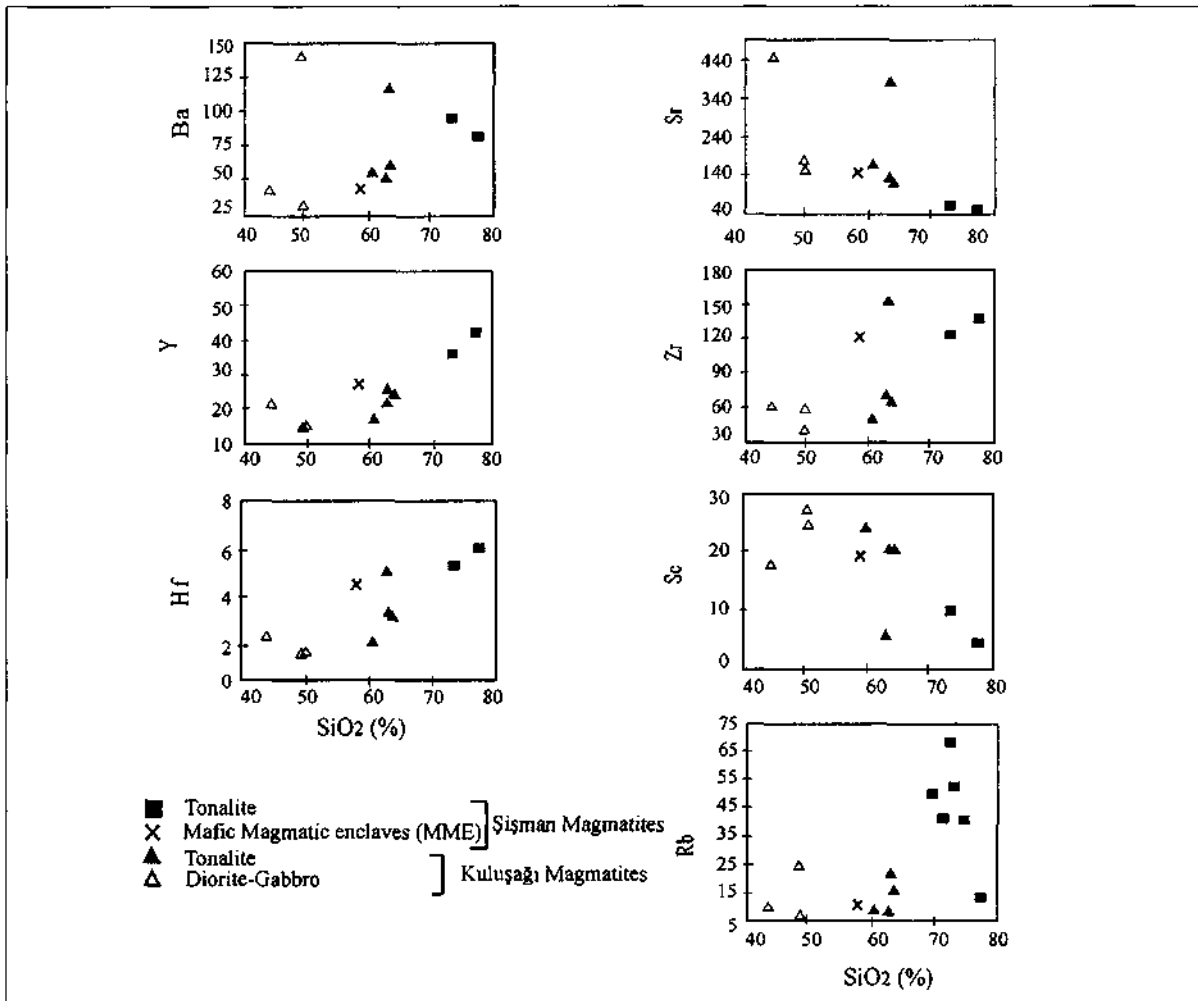 150
125
100
75
50
25
Ba
40 50 60 70 80
440
340
240
140
40
Sr
40 50 60 70 80
60
50
40
30
20
10
Y
40 50 60 70 80
180
150
120
90
60
30
Zr
40 50 60 70 80
8
6
4
2
0
Hf
40 50 60 70 80
SiO2 (%)
30
20
10
0
Sc
40 50 60 70 80
75
65
55
45
35
25
15
5
Rb
40 50 60 70 80
SiO2 (%)
Tonalite
Mafic Magmatic enclaves (MME)
Şişman Magmatites
Tonalite
Diorite-Gabbro
Kuluşağı Magmatites